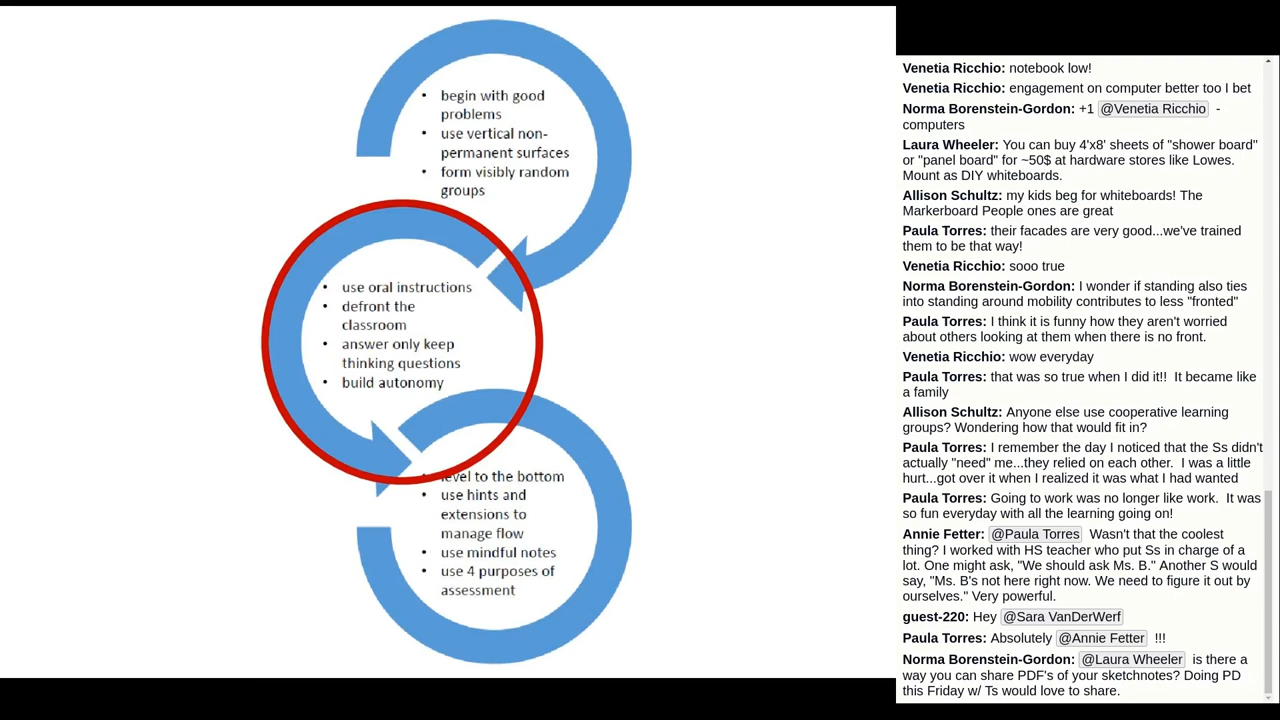 • begin with good
problems
• use vertical non-
permanent surfaces
• form visibly random
groups
• use oral instructions
• defront the
classroom
• answer only keep
thinking questions
• build autonomy
• level to the bottom
• use hints and
extensions to
manage flow
• use mindful notes
• use 4 purposes of
assessment
Venetia Ricchio: notebook low!
Venetia Ricchio: engagement on computer better too I bet
Norma Borenstein-Gordon: +1 @Venetia Ricchio -
computers
Laura Wheeler: You can buy 4'x8' sheets of "shower board"
or "panel board" for ~50$ at hardware stores like Lowes.
Mount as DIY whiteboards.
Allison Schultz: my kids beg for whiteboards! The
Markerboard People ones are great
Paula Torres: their facades are very good...we've trained
them to be that way!
Venetia Ricchio: sooo true
Norma Borenstein-Gordon: I wonder if standing also ties
into standing around mobility contributes to less "fronted"
Paula Torres: I think it is funny how they aren't worried
about others looking at them when there is no front.
Venetia Ricchio: wow everyday
Paula Torres: that was so true when I did it!! It became like
a family
Allison Schultz: Anyone else use cooperative learning
groups? Wondering how that would fit in?
Paula Torres: I remember the day I noticed that the Ss didn't
actually "need" me...they relied on each other. I was a little
hurt...got over it when I realized it was what I had wanted
Paula Torres: Going to work was no longer like work. It was
so fun everyday with all the learning going on!
Annie Fetter: @Paula Torres Wasn't that the coolest
thing? I worked with HS teacher who put Ss in charge of a
lot. One might ask, "We should ask Ms. B." Another S would
say, "Ms. B's not here right now. We need to figure it out by
ourselves." Very powerful.
guest-220: Hey @Sara VanDerWerf
Paula Torres: Absolutely @Annie Fetter !!!
Norma Borenstein-Gordon: @Laura Wheeler is there a
way you can share PDF's of your sketchnotes? Doing PD
this Friday w/ Ts would love to share.